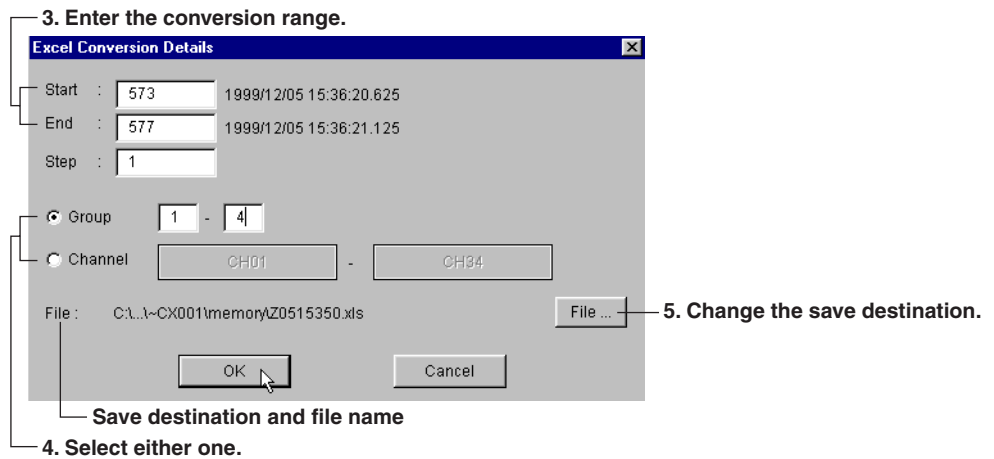 3. Enter the conversion range.
Excel Conversion Details
Start : 573 1999/12/05 15:36:20.625
End : 577 1999/12/05 15:36:21.125
Step : 1
Group 1 - 4
Channel CH01 - CH34
File : C:\...\~CX001\memory\Z0515350.xls File ... 5. Change the save destination.
OK Cancel
Save destination and file name
4. Select either one.